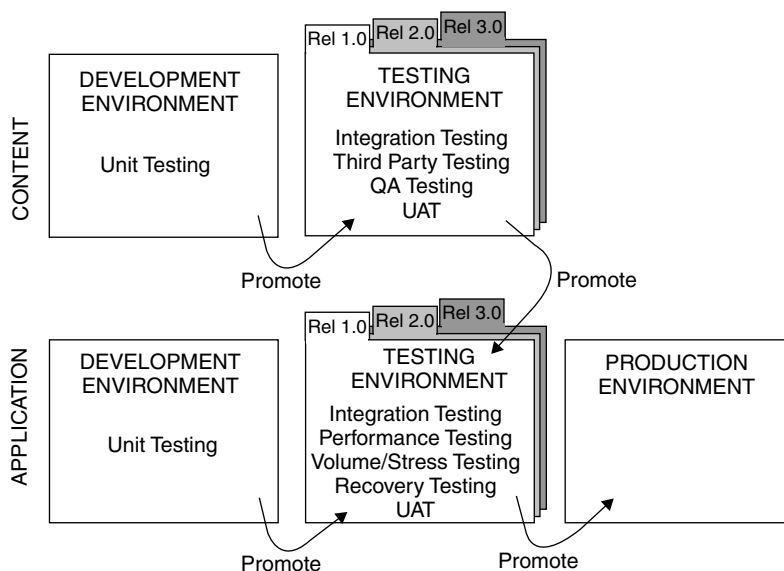 CONTENT
DEVELOPMENT
ENVIRONMENT
Unit Testing
Promote
Rel 1.0
Rel 2.0
Rel 3.0
TESTING
ENVIRONMENT
Integration Testing
Third Party Testing
QA Testing
UAT
Promote
APPLICATION
DEVELOPMENT
ENVIRONMENT
Unit Testing
Promote
Rel 1.0
Rel 2.0
Rel 3.0
TESTING
ENVIRONMENT
Integration Testing
Performance Testing
Volume/Stress Testing
Recovery Testing
UAT
Promote
PRODUCTION
ENVIRONMENT